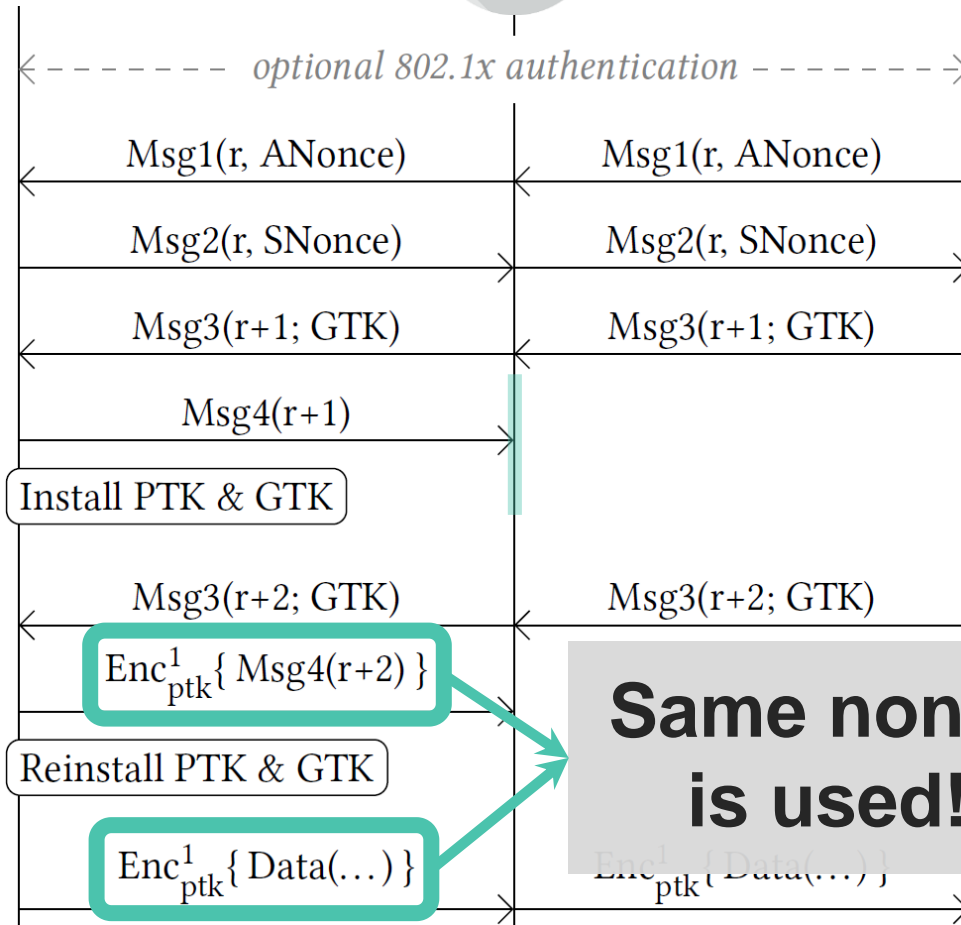 optional 802.1x authentication
Msg1(r, ANonce) Msg1(r, ANonce)
Msg2(r, SNonce) Msg2(r, SNonce)
Msg3(r+1; GTK) Msg3(r+1; GTK)
Msg4(r+1)
Install PTK & GTK
Msg3(r+2; GTK) Msg3(r+2; GTK)
Enc¹ptk{ Msg4(r+2) }
Same non
is used!
Reinstall PTK & GTK
Enc¹ptk{ Data(…) } Enc¹ptk{ Data(…) }